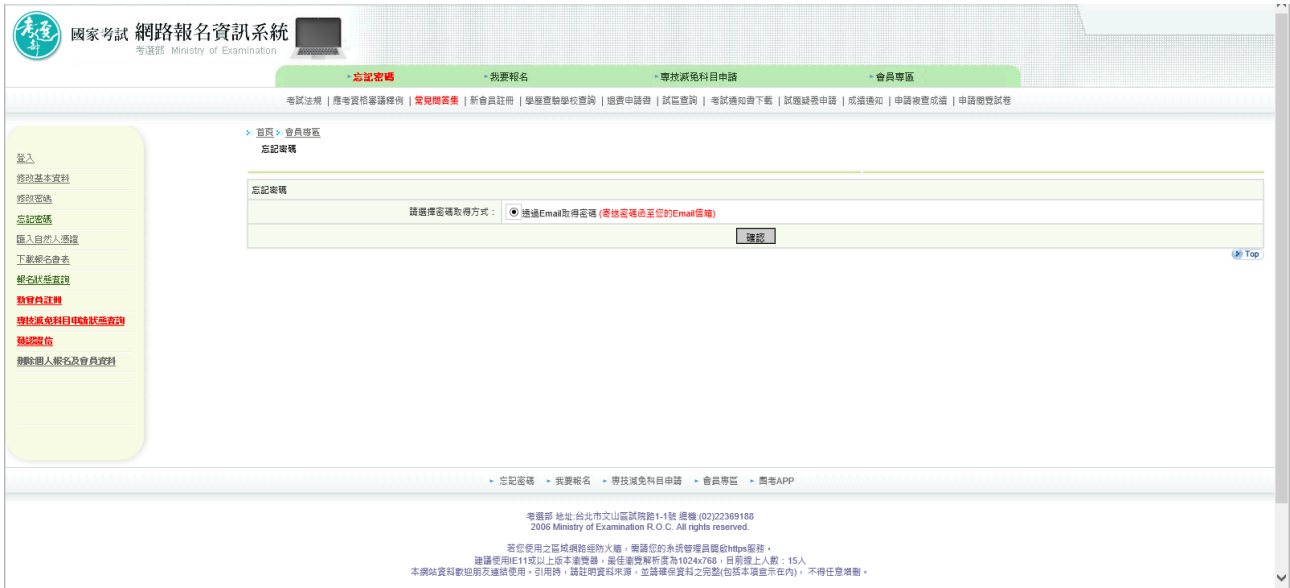 考選部
國家考試 網路報名資訊系統
考選部 Ministry of Examination
忘記密碼 我要報名 專技減免科目申請 會員專區
考試法規 | 應考資格審議釋例 | 常見問答集 | 新會員註冊 | 學歷查驗學校查詢 | 退費申請書 | 試區查詢 | 考試通知書下載 | 試題疑義申請 | 成績通知 | 申請複查成績 | 申請閱覽試卷
首頁 會員專區
忘記密碼
登入
修改基本資料
修改密碼
忘記密碼
匯入自然人憑證
下載報名書表
報名狀態查詢
新會員註冊
專技減免科目申請狀態查詢
發認證信
刪除個人報名及會員資料
忘記密碼
請選擇密碼取得方式： 透過Email取得密碼 (寄送密碼函至您的Email信箱)
確認
Top
忘記密碼 我要報名 專技減免科目申請 會員專區 國考APP
考選部 地址:台北市文山區試院路1-1號 總機:(02)22369188
2006 Ministry of Examination R.O.C. All rights reserved.
若您使用之區域網路經防火牆，需請您的系統管理員開啟https服務。
建議使用IE11或以上版本瀏覽器，最佳瀏覽解析度為1024x768，目前線上人數：15人
本網站資料歡迎朋友連結使用。引用時，請註明資料來源，並請確保資料之完整(包括本項宣示在內)， 不得任意增刪。